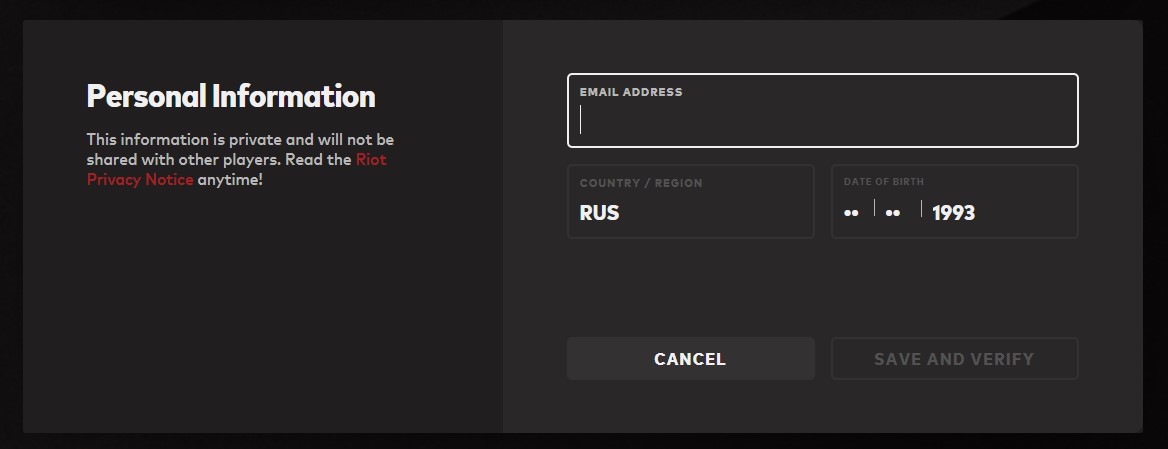 Personal Information
This information is private and will not be
shared with other players. Read the Riot
Privacy Notice anytime!
EMAIL ADDRESS
COUNTRY / REGION
RUS
DATE OF BIRTH
•• | •• | 1993
CANCEL
SAVE AND VERIFY